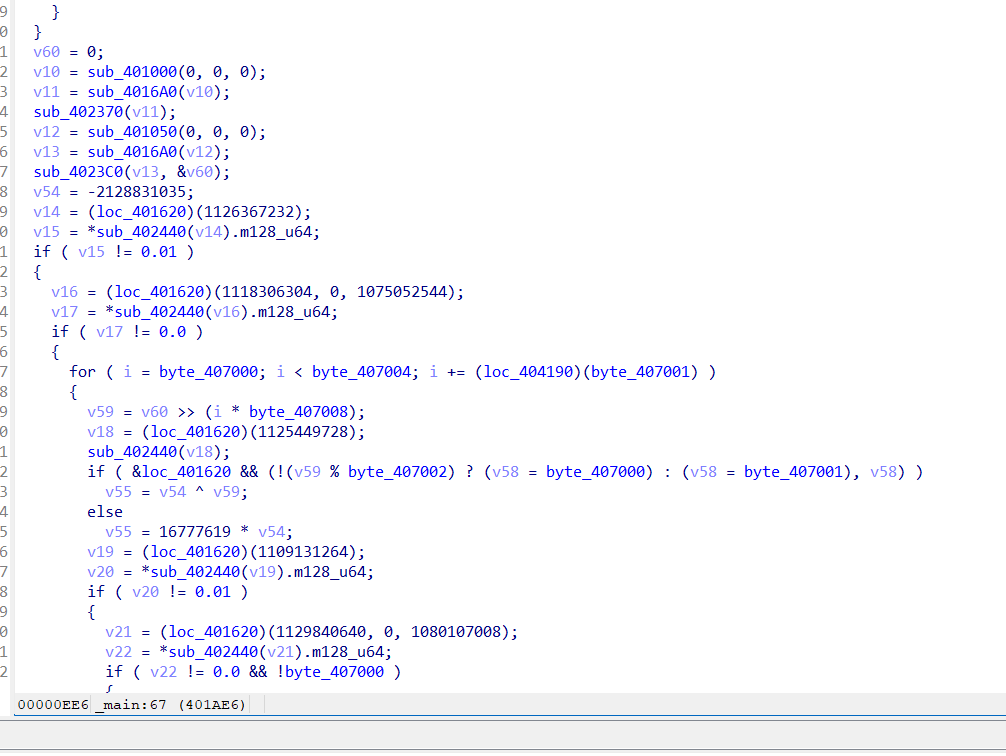 9 }
0 }
1 v60 = 0;
2 v10 = sub_401000(0, 0, 0);
3 v11 = sub_4016A0(v10);
4 sub_402370(v11);
5 v12 = sub_401050(0, 0, 0);
6 v13 = sub_4016A0(v12);
7 sub_4023C0(v13, &v60);
8 v54 = -2128831035;
9 v14 = (loc_401620)(1126367232);
0 v15 = *sub_402440(v14).m128_u64;
1 if ( v15 != 0.01 )
2 {
3 v16 = (loc_401620)(1118306304, 0, 1075052544);
4 v17 = *sub_402440(v16).m128_u64;
5 if ( v17 != 0.0 )
6 {
7 for ( i = byte_407000; i < byte_407004; i += (loc_404190)(byte_407001) )
8 {
9 v59 = v60 >> (i * byte_407008);
0 v18 = (loc_401620)(1125449728);
1 sub_402440(v18);
2 if ( &loc_401620 && (!(v59 % byte_407002) ? (v58 = byte_407000) : (v58 = byte_407001), v58) )
3 v55 = v54 ^ v59;
4 else
5 v55 = 16777619 * v54;
6 v19 = (loc_401620)(1109131264);
7 v20 = *sub_402440(v19).m128_u64;
8 if ( v20 != 0.01 )
9 {
0 v21 = (loc_401620)(1129840640, 0, 1080107008);
1 v22 = *sub_402440(v21).m128_u64;
2 if ( v22 != 0.0 && !byte_407000 )
{
00000EE6 _main:67 (401AE6)